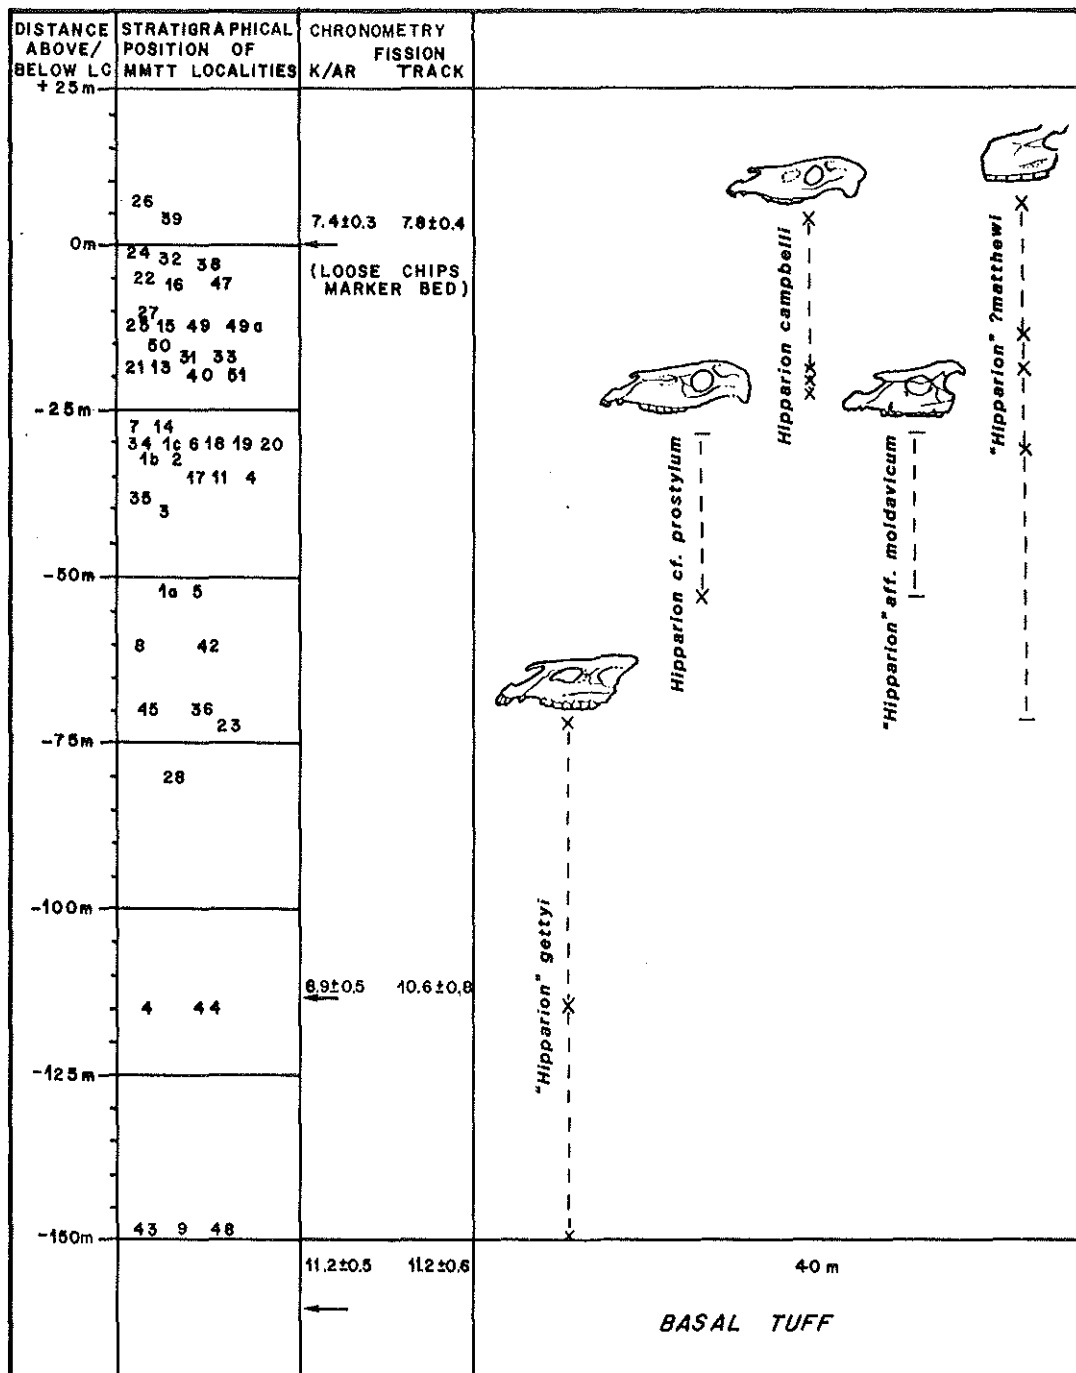 DISTANCE ABOVE/ BELOW LC
STRATIGRAPHICAL POSITION OF MMTT LOCALITIES
CHRONOMETRY
K/AR FISSION TRACK
+25m
26
39
7.4±0.3 7.8±0.4
0m
(LOOSE CHIPS MARKER BED)
24 32 38
22 16 47
27
25 15 49 49a
50
31 33
21 13 40 51
-25m
7 14
34 1c 6 18 19 20
1b 2
17 11 4
35
3
-50m
1a 5
8 42
45 36
23
-75m
28
-100m
8.9±0.5 10.6±0.8
4 44
-125m
43 9 48
-150m
11.2±0.5 11.2±0.6
40 m
BASAL TUFF
"Hipparion" gettyi
Hipparion cf. prostylum
Hipparion campbelli
"Hipparion" aff. moldavicum
"Hipparion" ?matthewi